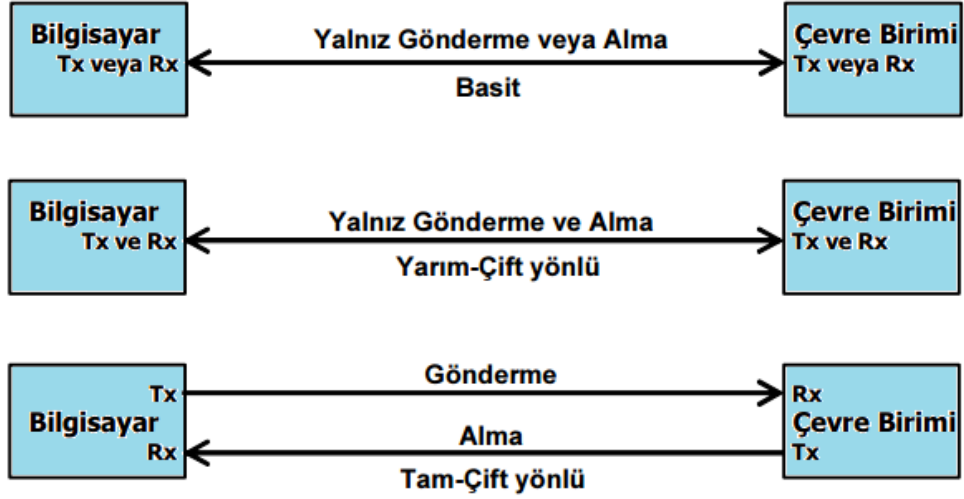 Bilgisayar
Tx veya Rx
Yalnız Gönderme veya Alma
Basit
Çevre Birimi
Tx veya Rx
Bilgisayar
Tx ve Rx
Yalnız Gönderme ve Alma
Yarım-Çift yönlü
Çevre Birimi
Tx ve Rx
Tx
Bilgisayar
Rx
Gönderme
Alma
Tam-Çift yönlü
Rx
Çevre Birimi
Tx